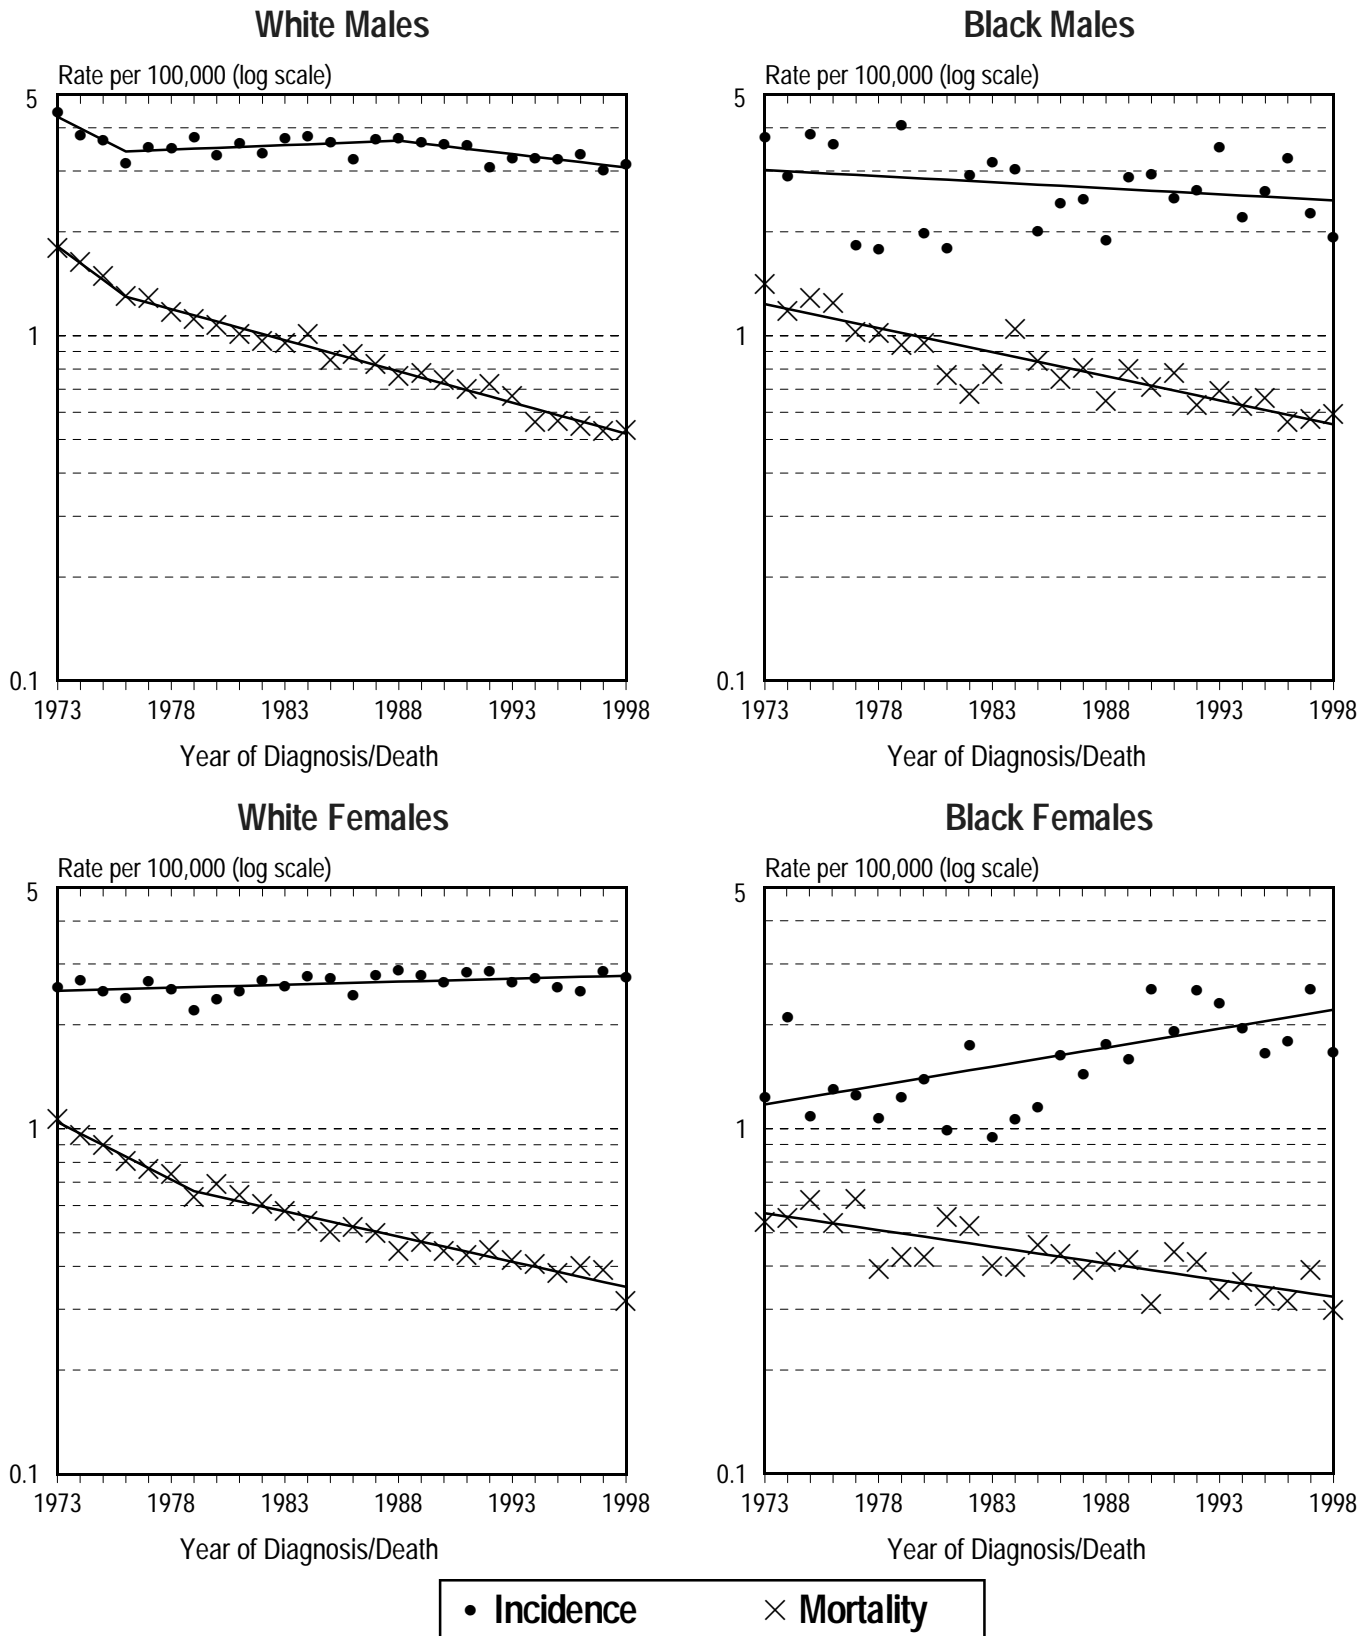 White Males
Rate per 100,000 (log scale)
5
1
0.1
1973 1978 1983 1988 1993 1998
Year of Diagnosis/Death
Black Males
Rate per 100,000 (log scale)
5
1
0.1
1973 1978 1983 1988 1993 1998
Year of Diagnosis/Death
White Females
Rate per 100,000 (log scale)
5
1
0.1
1973 1978 1983 1988 1993 1998
Year of Diagnosis/Death
Black Females
Rate per 100,000 (log scale)
5
1
0.1
1973 1978 1983 1988 1993 1998
Year of Diagnosis/Death
Incidence Mortality